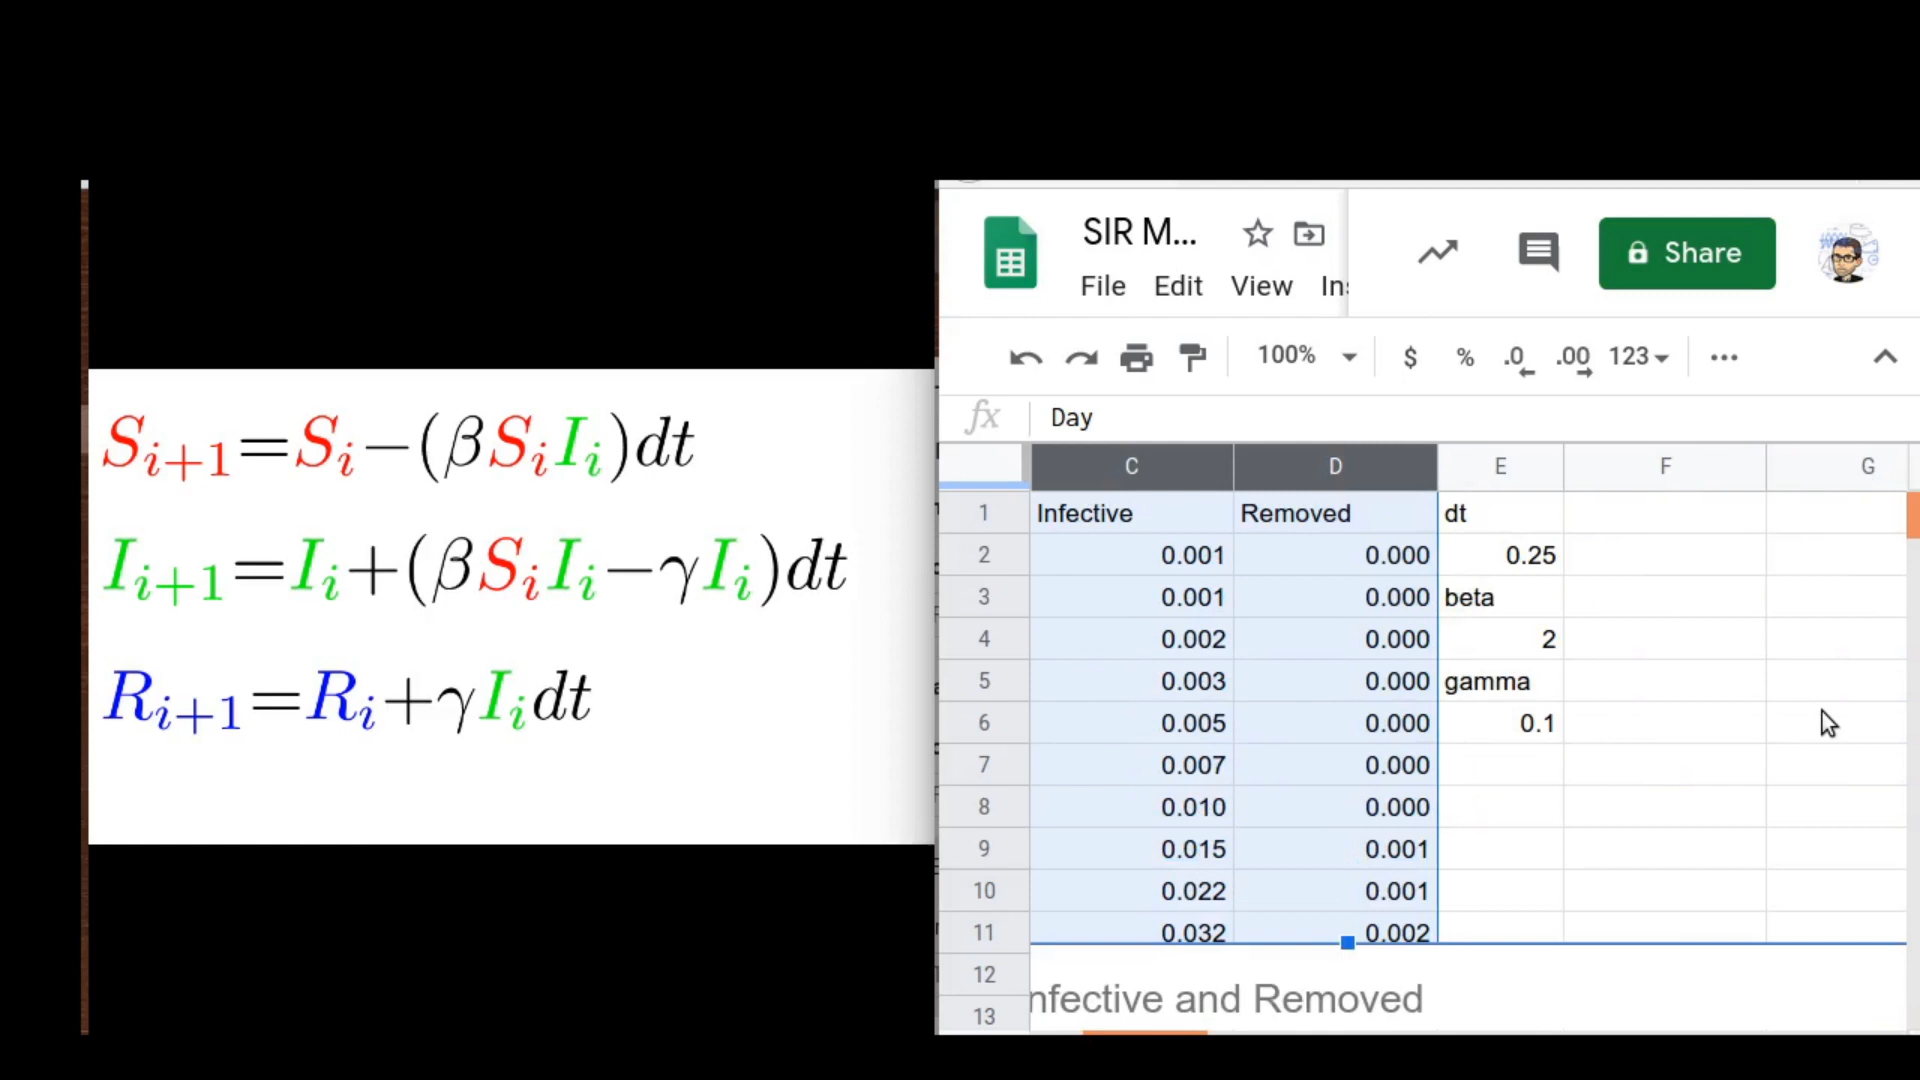 S_{i+1}=S_i-(βS_iI_i)dt
I_{i+1}=I_i+(βS_iI_i-γI_i)dt
R_{i+1}=R_i+γI_idt
SIR M...
File Edit View In
Share
100% $ % .0 .00 123 ...
fx Day
C D E F G
1 Infective Removed dt
2 0.001 0.000 0.25
3 0.001 0.000 beta
4 0.002 0.000 2
5 0.003 0.000 gamma
6 0.005 0.000 0.1
7 0.007 0.000
8 0.010 0.000
9 0.015 0.001
10 0.022 0.001
11 0.032 0.002
12
nfective and Removed
13